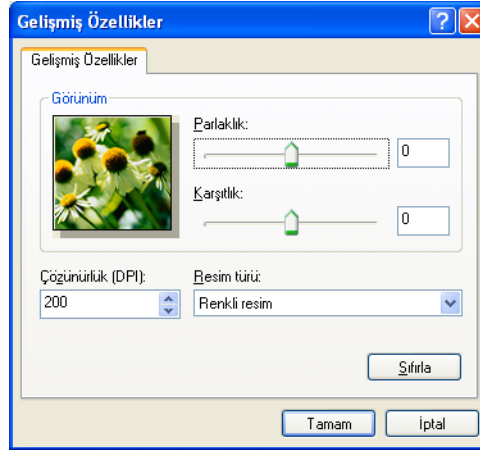 Gelişmiş Özellikler
Gelişmiş Özellikler
Görünüm
Parlaklık:
0
Karşıtlık:
0
Çözünürlük (DPI):
Resim türü:
200
Renkli resim
Sıfırla
Tamam
İptal